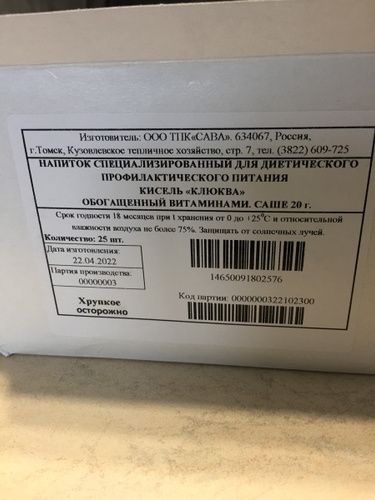 Изготовитель: ООО ТПК«САВА». 634067, Россия,
г.Томск, Кузовлевское тепличное хозяйство, стр. 7, тел. (3822) 609-725
НАПИТОК СПЕЦИАЛИЗИРОВАННЫЙ ДЛЯ ДИЕТИЧЕСКОГО
ПРОФИЛАКТИЧЕСКОГО ПИТАНИЯ
КИСЕЛЬ «КЛЮКВА»
ОБОГАЩЕННЫЙ ВИТАМИНАМИ. САШЕ 20 г.
Срок годности 18 месяцев при t хранения от 0 до +25°С и относительной
влажности воздуха не более 75%. Защищать от солнечных лучей.
Количество: 25 шт.
Дата изготовления:
22.04.2022
Партия производства:
00000003
14650091802576
Код партии: 0000000322102300
Хрупкое
осторожно